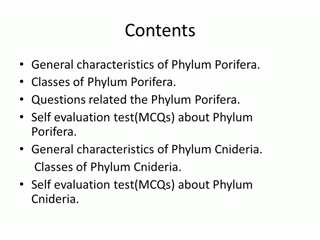 Contents
• General characteristics of Phylum Porifera.
• Classes of Phylum Porifera.
• Questions related the Phylum Porifera.
• Self evaluation test(MCQs) about Phylum
Porifera.
• General characteristics of Phylum Cnideria.
Classes of Phylum Cnideria.
• Self evaluation test(MCQs) about Phylum
Cnideria.